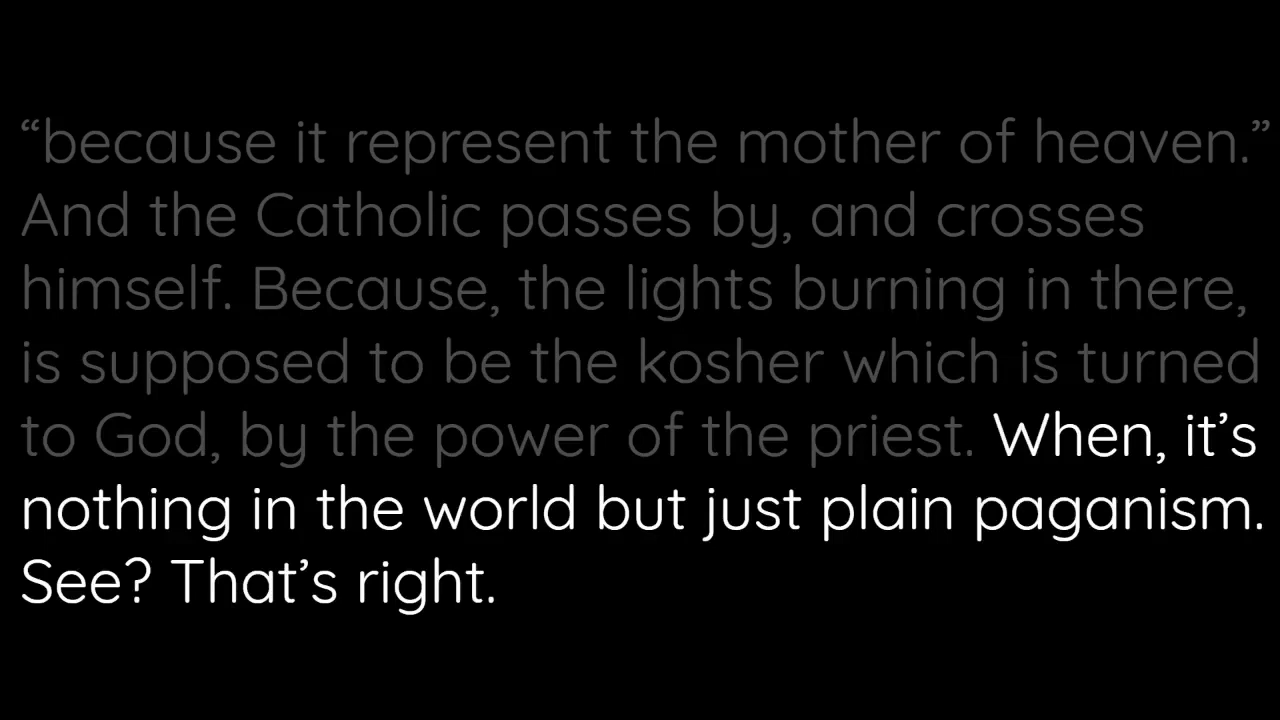 “because it represent the mother of heaven.”
And the Catholic passes by, and crosses
himself. Because, the lights burning in there,
is supposed to be the kosher which is turned
to God, by the power of the priest. When, it’s
nothing in the world but just plain paganism.
See? That’s right.